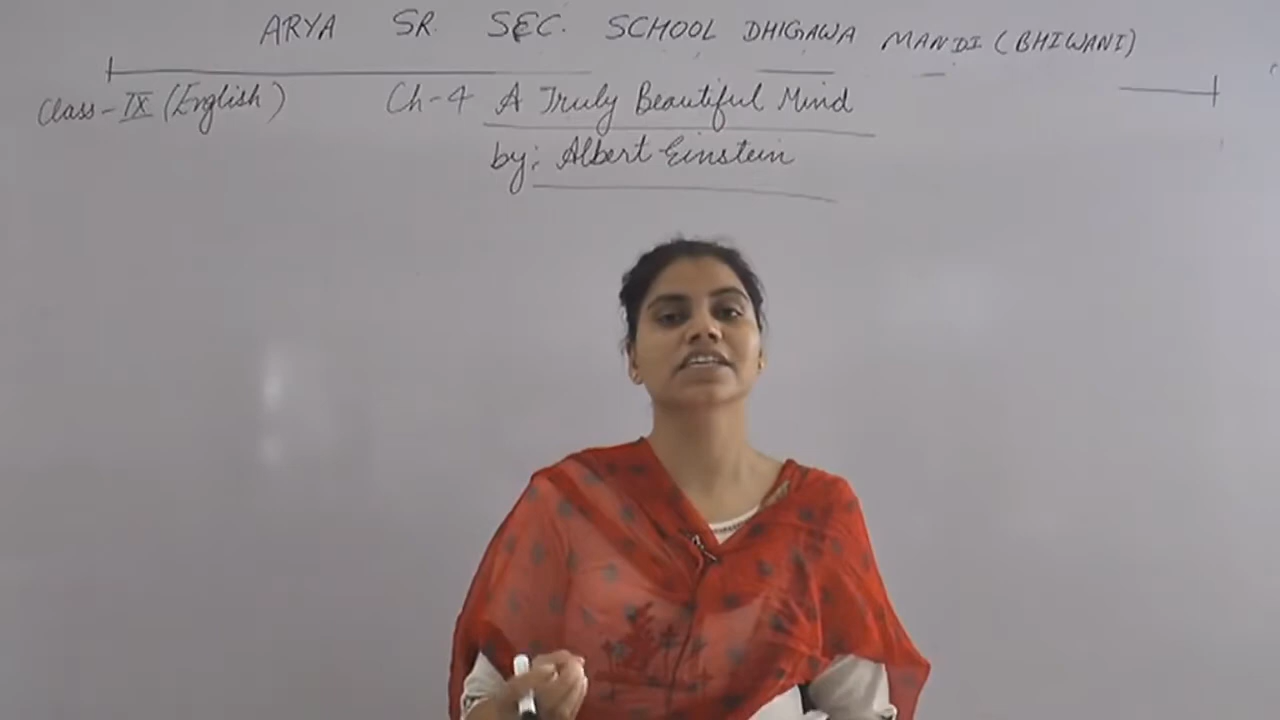 ARYA SR. SEC. SCHOOL DHIGAWA MANDI (BHIWANI)
Class-IX (English) Ch-4 A Truly Beautiful Mind
by: Albert Einstein